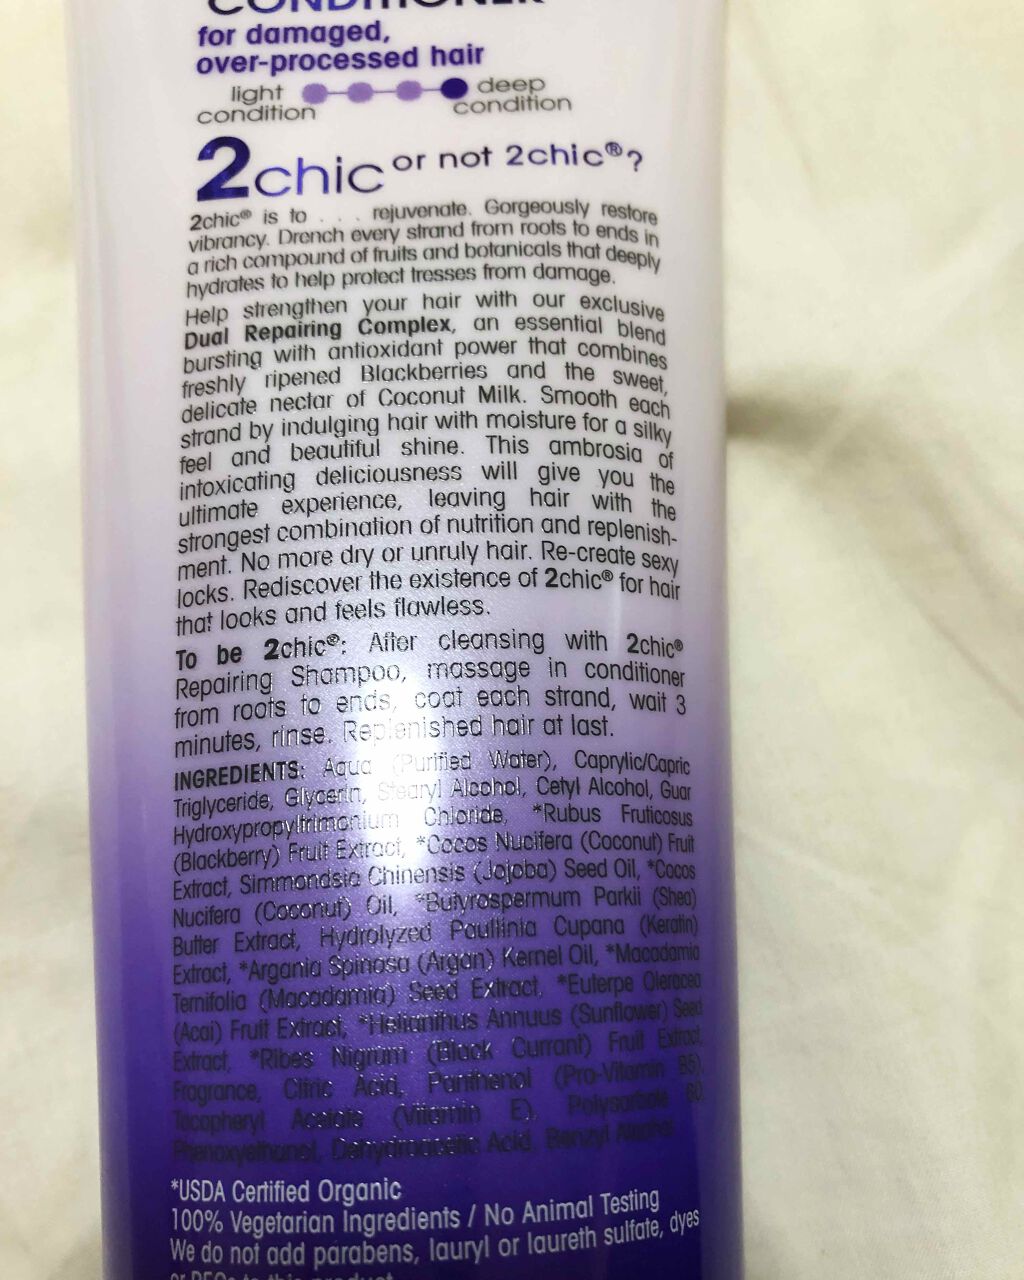 CONDITIONER
for damaged,
over-processed hair
light condition
deep condition
2chic or not 2chic®?
2chic® is to . . . rejuvenate. Gorgeously restore
vibrancy. Drench every strand from roots to ends in
a rich compound of fruits and botanicals that deeply
hydrates to help protect tresses from damage.
Help strengthen your hair with our exclusive
Dual Repairing Complex, an essential blend
bursting with antioxidant power that combines
freshly ripened Blackberries and the sweet,
delicate nectar of Coconut Milk. Smooth each
strand by indulging hair with moisture for a silky
feel and beautiful shine. This ambrosia of
intoxicating deliciousness will give you the
ultimate experience, leaving hair with the
strongest combination of nutrition and replenish-
ment. No more dry or unruly hair. Re-create sexy
locks. Rediscover the existence of 2chic® for hair
that looks and feels flawless.
To be 2chic®: After cleansing with 2chic®
Repairing Shampoo, massage in conditioner
from roots to ends, coat each strand, wait 3
minutes, rinse. Replenished hair at last.
INGREDIENTS: Aqua (Purified Water), Caprylic/Capric
Triglyceride, Glycerin, Stearyl Alcohol, Cetyl Alcohol, Guar
Hydroxypropyltrimonium Chloride, *Rubus Fruticosus
(Blackberry) Fruit Extract, *Cocos Nucifera (Coconut) Fruit
Extract, Simmondsia Chinensis (Jojoba) Seed Oil, *Cocos
Nucifera (Coconut) Oil, *Butyrospermum Parkii (Shea)
Butter Extract, Hydrolyzed Paullinia Cupana (Keratin)
Extract, *Argania Spinosa (Argan) Kernel Oil, *Macadamia
Ternifolia (Macadamia) Seed Extract, *Euterpe Oleracea
(Acai) Fruit Extract, *Helianthus Annuus (Sunflower) Seed
Extract, *Ribes Nigrum (Black Currant) Fruit Extract,
Fragrance, Citric Acid, Panthenol (Pro-Vitamin B5),
Tocopheryl Acetate (Vitamin E), Polysorbate 60,
Phenoxyethanol, Dehydroacetic Acid, Benzyl Alcohol
*USDA Certified Organic
100% Vegetarian Ingredients / No Animal Testing
We do not add parabens, lauryl or laureth sulfate, dyes
or PEGs to this product